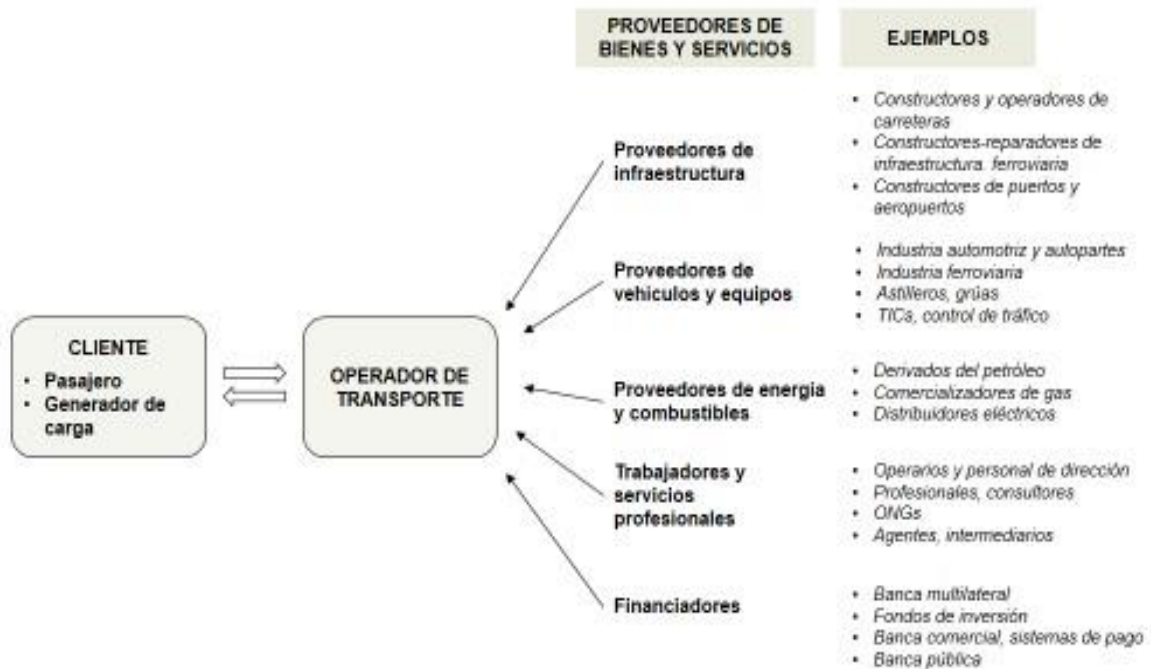 PROVEEDORES DE
BIENES Y SERVICIOS
EJEMPLOS
Proveedores de
infraestructura
• Constructores y operadores de
carreteras
• Constructores-reparadores de
infraestructura. ferroviaria
• Constructores de puertos y
aeropuertos
Proveedores de
vehiculos y equipos
• Industria automotriz y autopartes
• Industria ferroviaria
• Astilleros, grúas
• TICs, control de tráfico
CLIENTE
• Pasajero
• Generador de
carga
OPERADOR DE
TRANSPORTE
Proveedores de energia
y combustibles
• Derivados del petróleo
• Comercializadores de gas
• Distribuidores eléctricos
Trabajadores y
servicios
profesionales
• Operarios y personal de dirección
• Profesionales, consultores
• ONGs
• Agentes, intermediarios
Financiadores
• Banca multilateral
• Fondos de inversión
• Banca comercial, sistemas de pago
• Banca pública